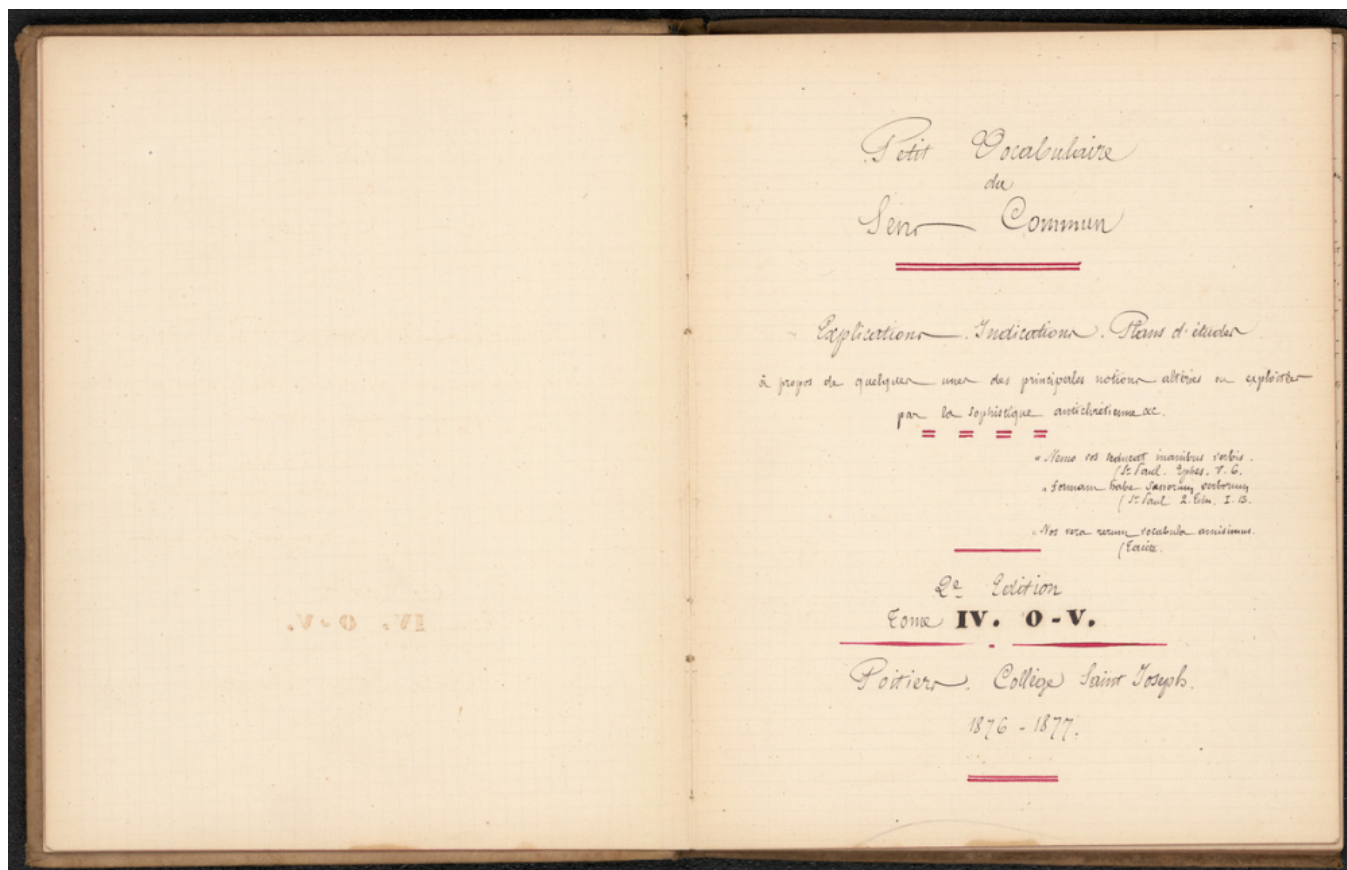 Petit Vocabulaire
du
Sens Commun
Explications. Indications. Plans d'études
à propos de quelques unes des principales notions altérées ou exploitées
par la sophistique antichrétienne &c.
« Nemo vos seducat inanibus verbis.
(St Paul. Ephes. V. 6.
« Formam habe sanorum verborum
(St Paul 2. Tim. I. 13.
« Nos vera rerum vocabula amisimus.
(Tacite.
2e Edition
Tome IV. O-V.
Poitiers. Collège Saint Joseph.
1876-1877.
IV. O-V.